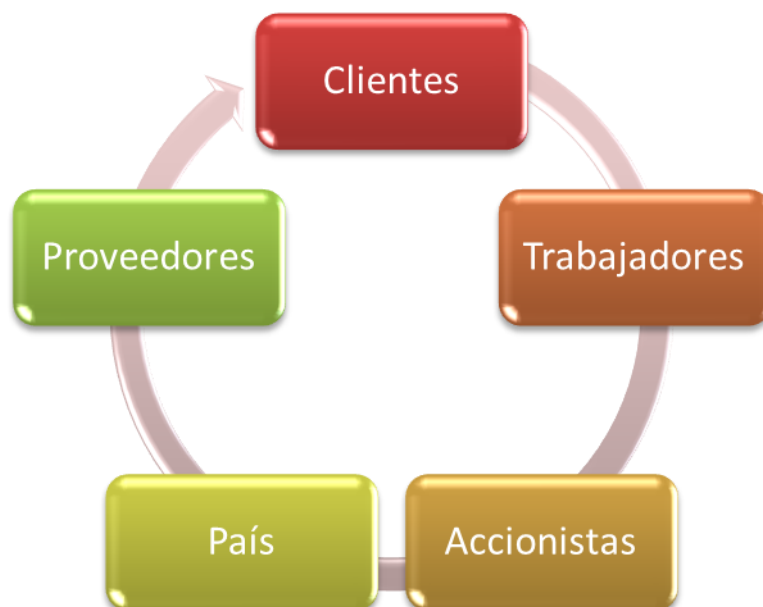 Clientes
Trabajadores
Accionistas
País
Proveedores